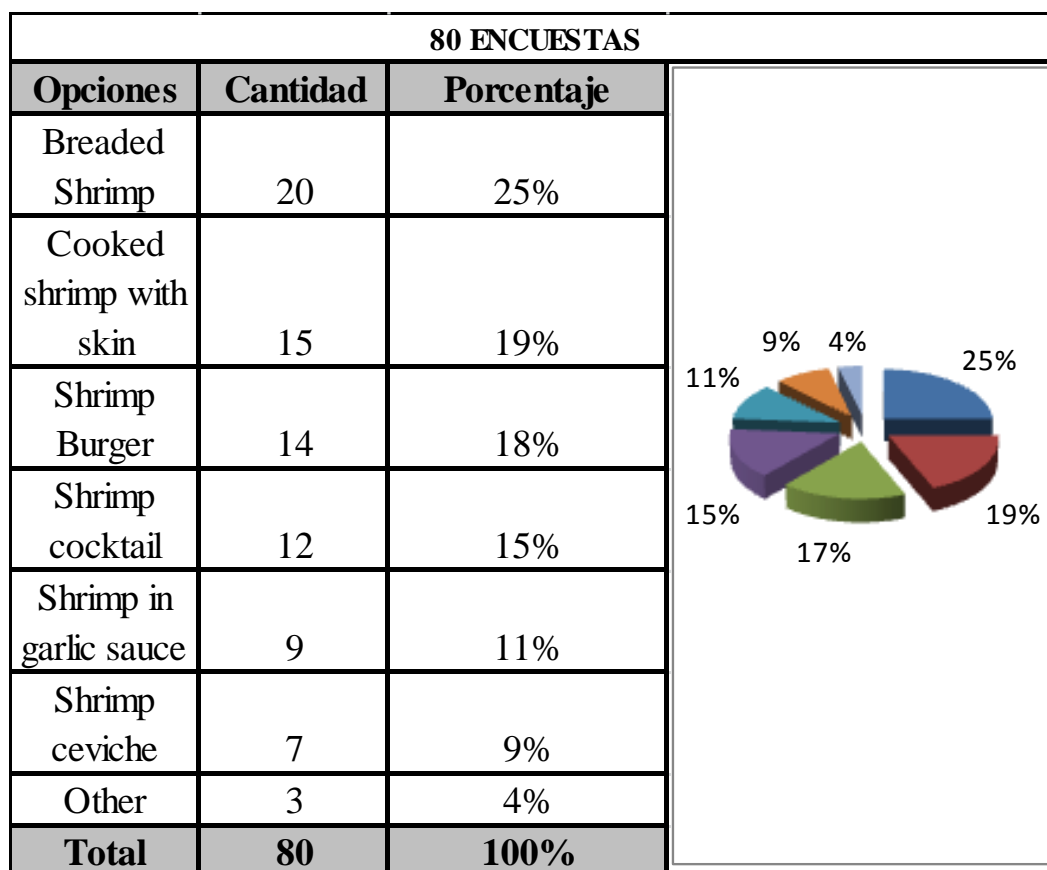 80 ENCUESTAS
Opciones Cantidad Porcentaje
Breaded
Shrimp 20 25%
Cooked
shrimp with
skin 15 19%
Shrimp
Burger 14 18%
Shrimp
cocktail 12 15%
Shrimp in
garlic sauce 9 11%
Shrimp
ceviche 7 9%
Other 3 4%
Total 80 100%
9% 4%
25%
11%
15%
19%
17%